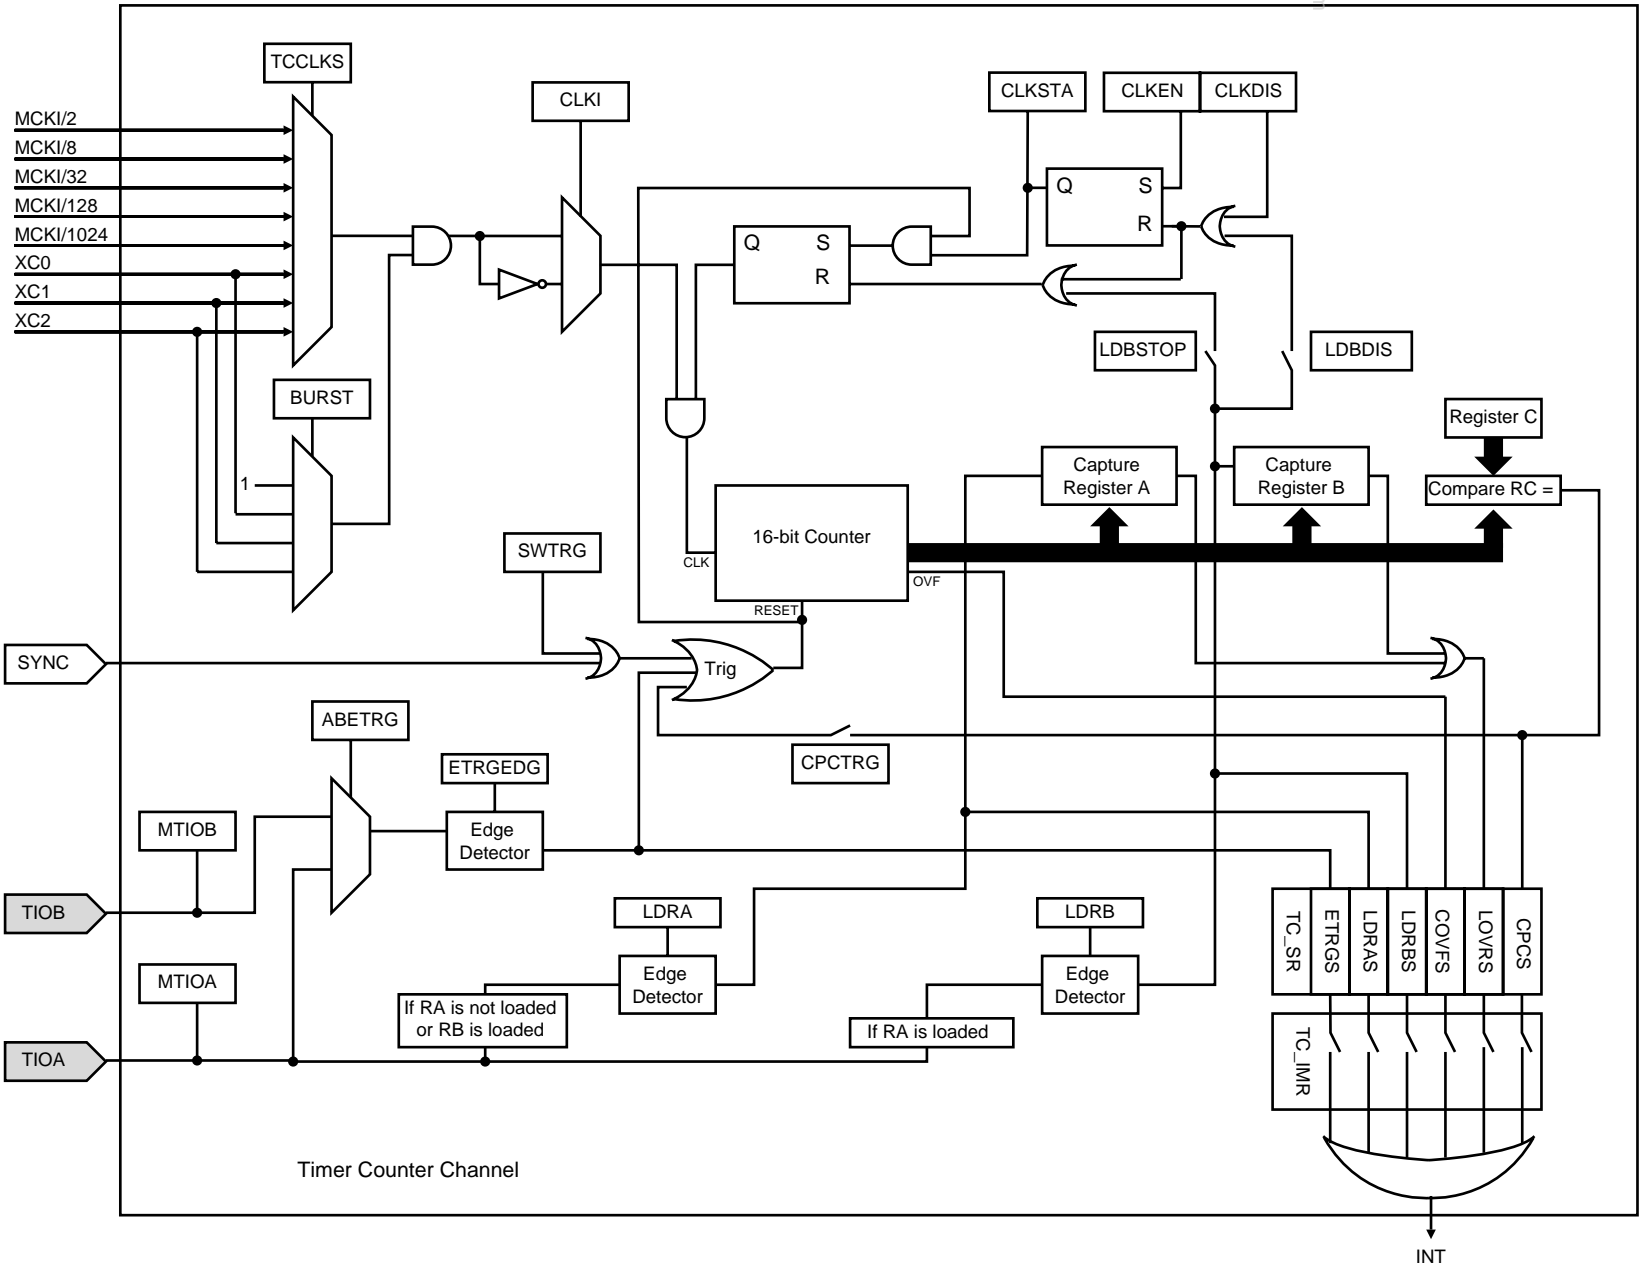 TCCLKS
CLKI
CLKSTA
CLKEN
CLKDIS
MCKI/2
MCKI/8
MCKI/32
MCKI/128
MCKI/1024
XC0
XC1
XC2
Q
S
R
Q
S
R
LDBSTOP
LDBDIS
BURST
1
Register C
Capture
Register A
Capture
Register B
Compare RC =
16-bit Counter
SWTRG
CLK
OVF
RESET
SYNC
Trig
ABETRG
CPCTRG
ETRGEDG
MTIOB
Edge
Detector
TIOB
LDRA
LDRB
MTIOA
Edge
Detector
Edge
Detector
TC_SR
ETRGS
LDRAS
LDRBS
COVFS
LOVRS
CPCS
If RA is not loaded
or RB is loaded
If RA is loaded
TIOA
TC_IMR
Timer Counter Channel
INT